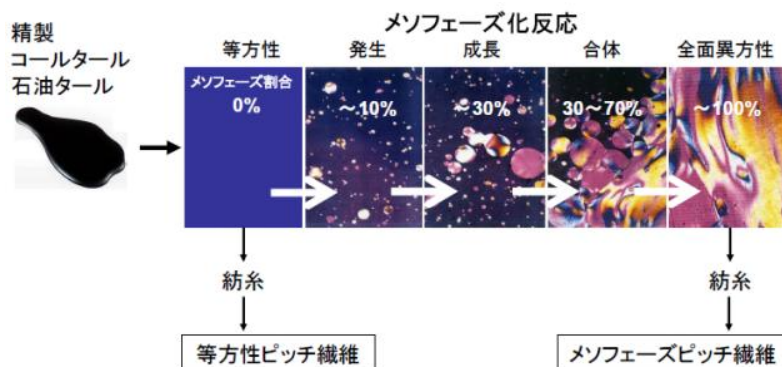 メソフェーズ化反応
精製
コールタール
石油タール
等方性
発生
成長
合体
全面異方性
メソフェーズ割合
0%
～10%
～30%
30～70%
～100%
紡糸
紡糸
等方性ピッチ繊維
メソフェーズピッチ繊維